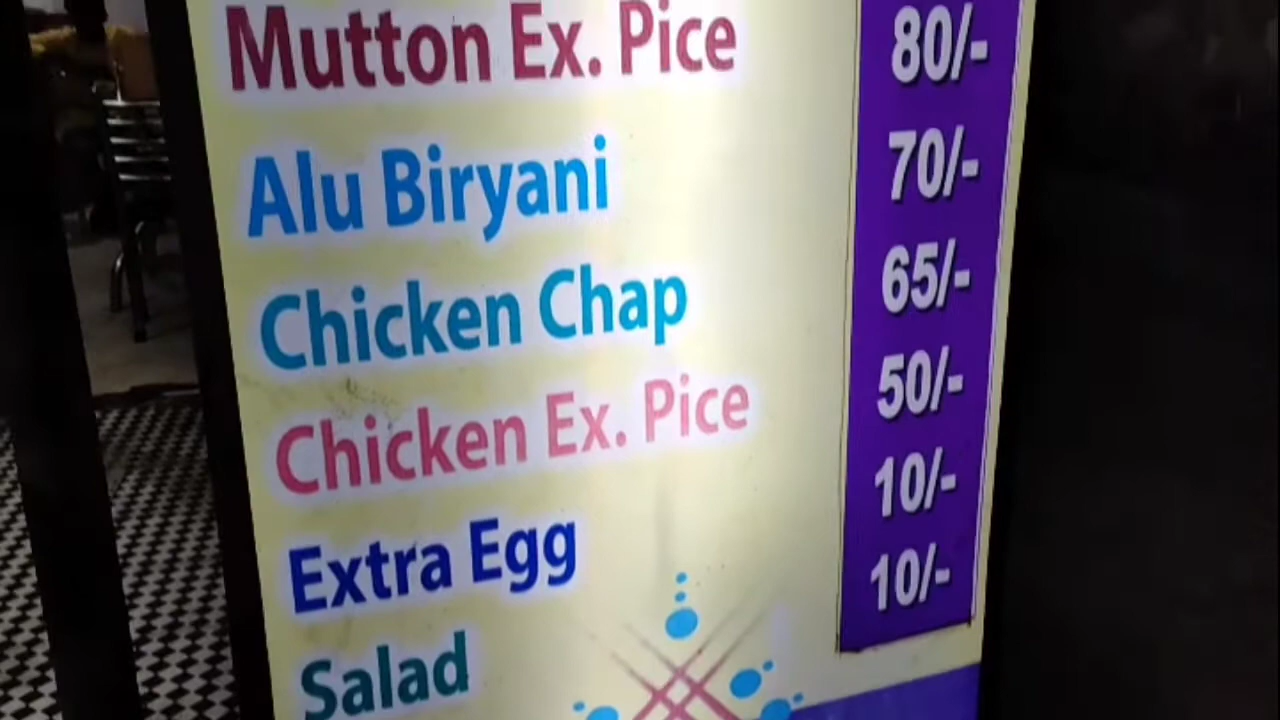 Mutton Ex. Pice 80/-
Alu Biryani 70/-
Chicken Chap 65/-
Chicken Ex. Pice 50/-
Extra Egg 10/-
Salad 10/-